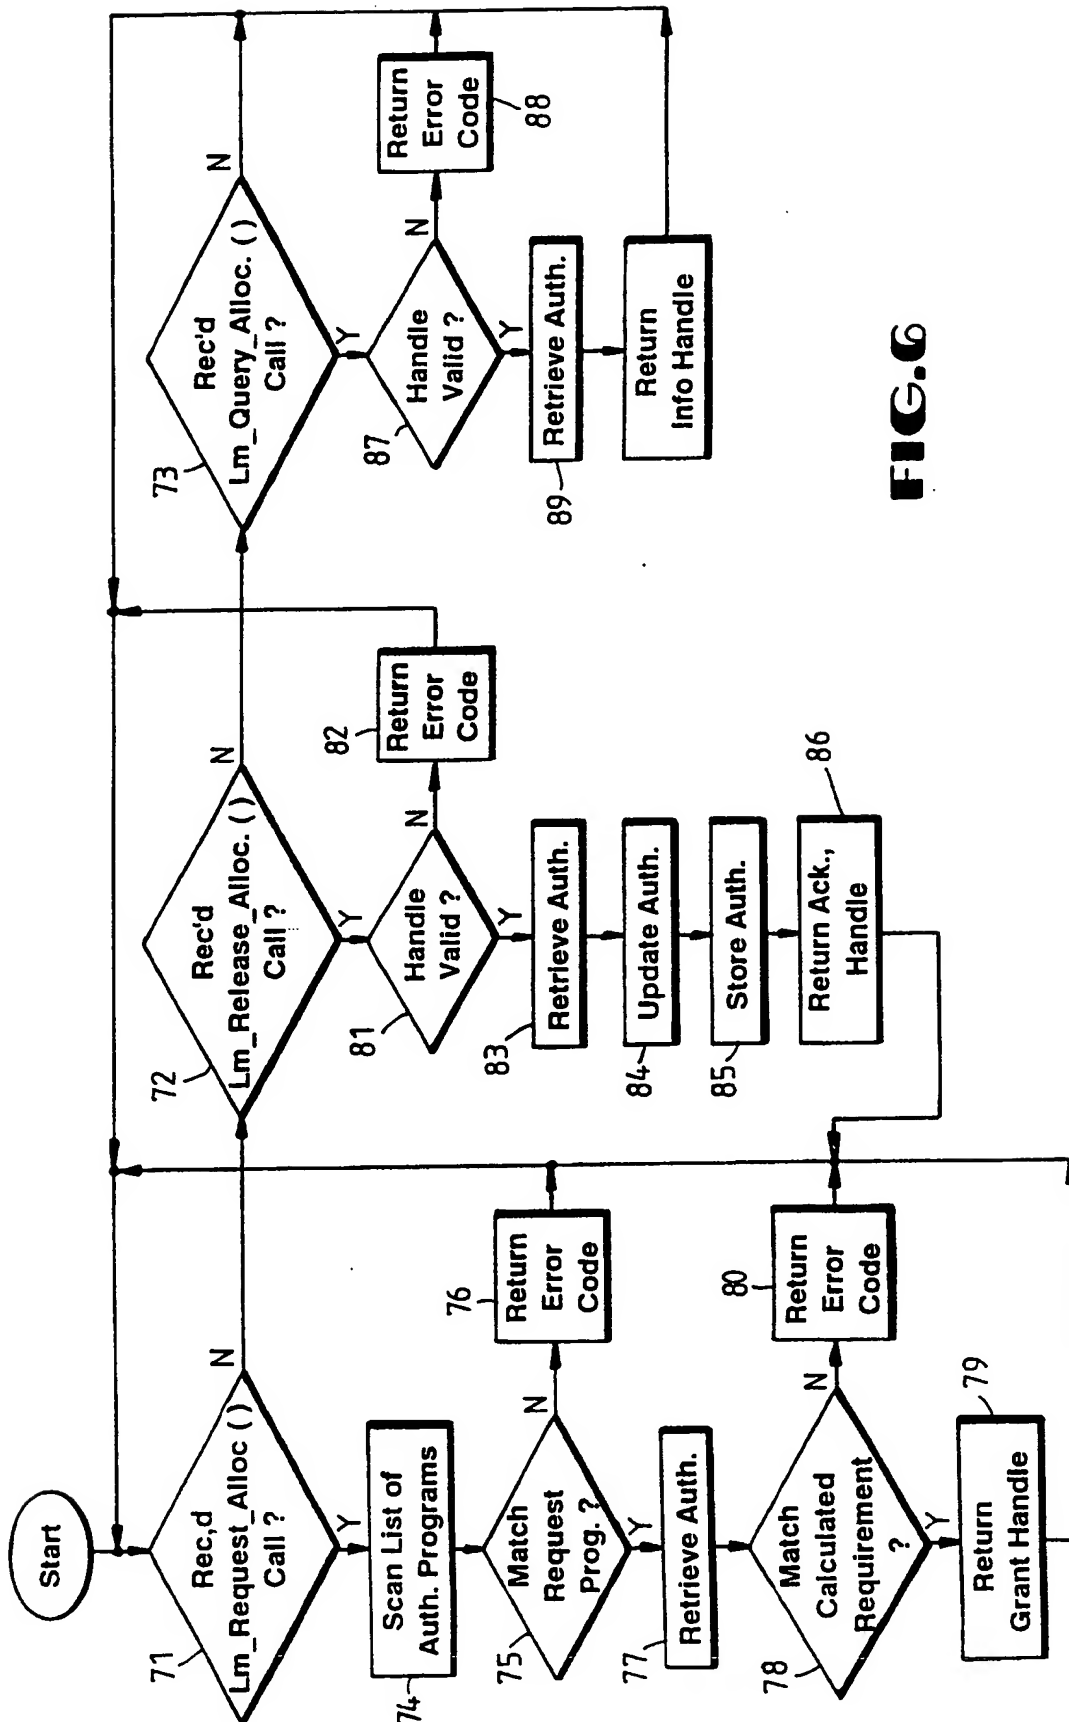 Start
71
Rec,d
Lm_Request_Alloc ()
Call ?
N
Y
74
Scan List of
Auth. Programs
75
Match
Request
Prog. ?
N
Y
76
Return
Error
Code
77
Retrieve Auth.
78
Match
Calculated
Requirement
?
N
Y
80
Return
Error
Code
79
Return
Grant Handle
72
Rec'd
Lm_Release_Alloc. ()
Call ?
N
Y
81
Handle
Valid ?
N
Y
82
Return
Error
Code
83
Retrieve Auth.
84
Update Auth.
85
Store Auth.
86
Return Ack.,
Handle
73
Rec'd
Lm_Query_Alloc. ()
Call ?
N
Y
87
Handle
Valid ?
N
Y
88
Return
Error
Code
89
Retrieve Auth.
Return
Info Handle
FIG.6